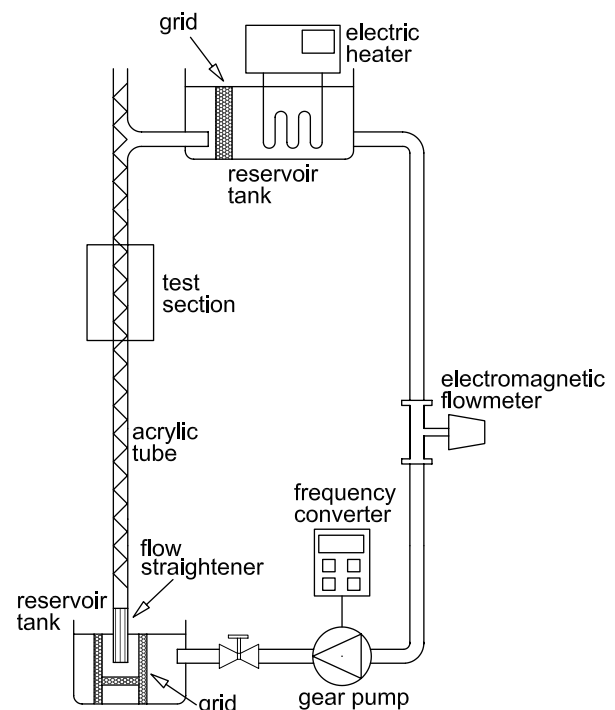 grid
electric
heater
reservoir
tank
test
section
electromagnetic
flowmeter
acrylic
tube
frequency
converter
flow
straightener
reservoir
tank
gear pump
grid